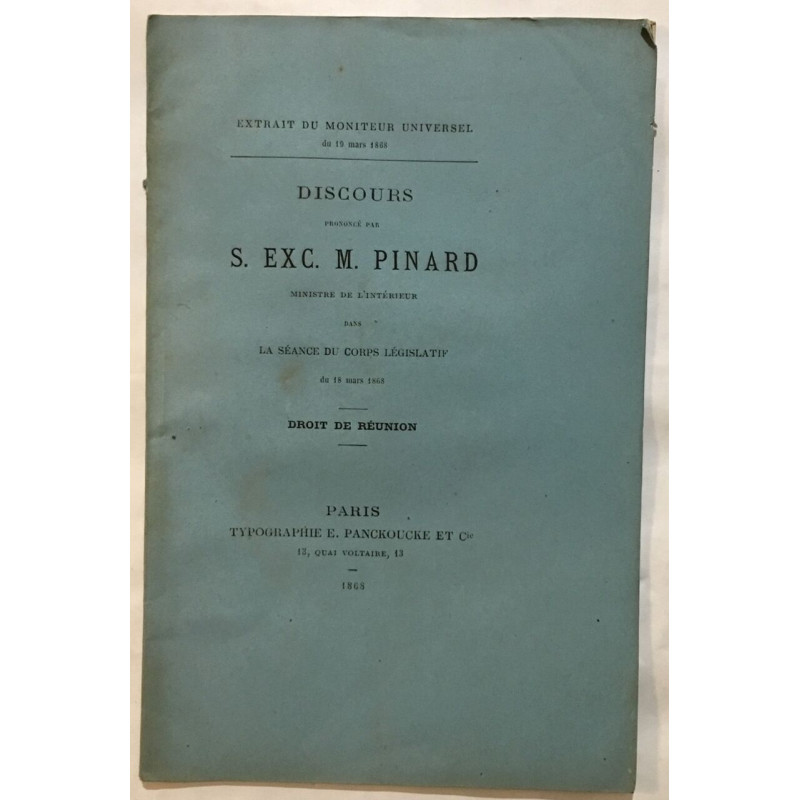 EXTRAIT DU MONITEUR UNIVERSEL
du 19 mars 1868
DISCOURS
PRONONCÉ PAR
S. EXC. M. PINARD
MINISTRE DE L'INTÉRIEUR
DANS
LA SÉANCE DU CORPS LÉGISLATIF
du 18 mars 1868
DROIT DE RÉUNION
PARIS
TYPOGRAPHIE E. PANCKOUCKE ET Cie
13, QUAI VOLTAIRE, 13
1868